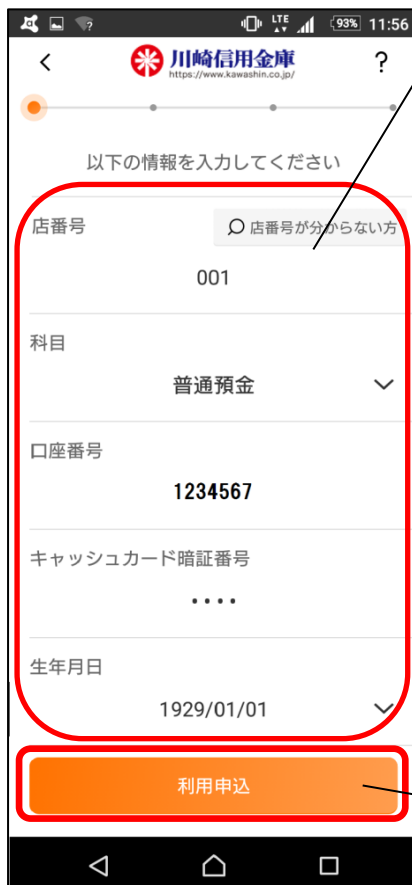 LTE 93% 11:56
川崎信用金庫
https://www.kawashin.co.jp/
?
以下の情報を入力してください
店番号
店番号が分からない方
001
科目
普通預金
口座番号
1234567
キャッシュカード暗証番号
••••
生年月日
1929/01/01
利用申込